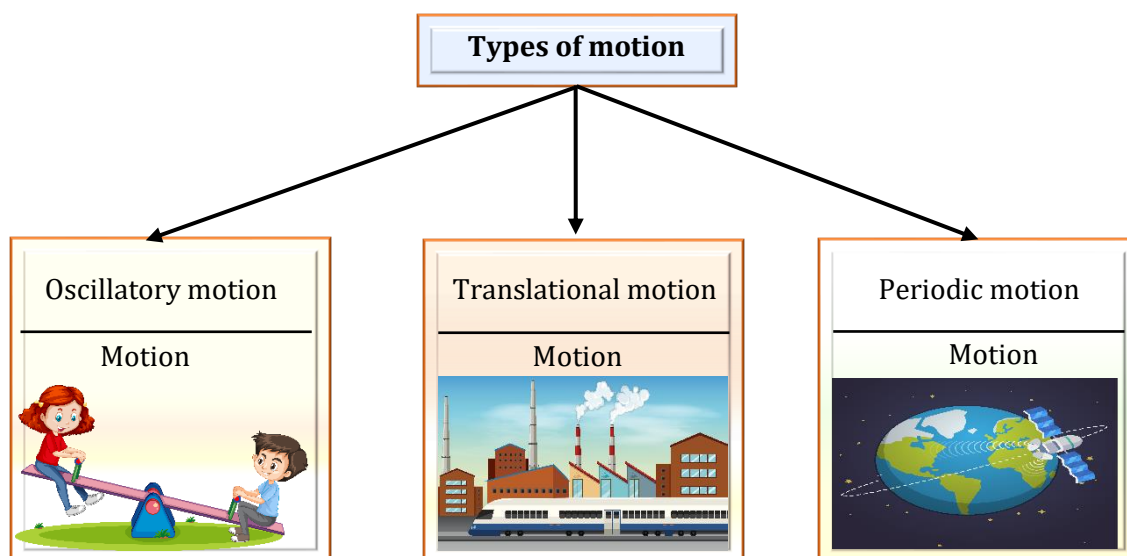 Types of motion
Oscillatory motion
Motion
Translational motion
Motion
Periodic motion
Motion